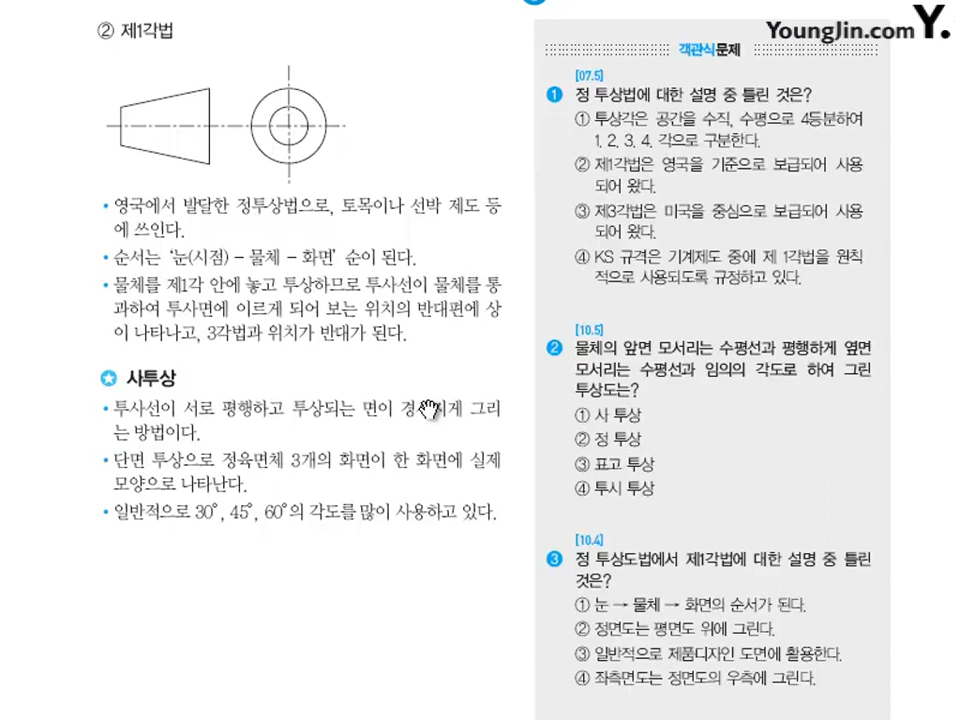 YoungJin.com Y.
② 제1각법
• 영국에서 발달한 정투상법으로, 토목이나 선박 제도 등
에 쓰인다.
• 순서는 ‘눈(시점) – 물체 – 화면’ 순이 된다.
• 물체를 제1각 안에 놓고 투상하므로 투사선이 물체를 통
과하여 투사면에 이르게 되어 보는 위치의 반대편에 상
이 나타나고, 3각법과 위치가 반대가 된다.
사투상
• 투사선이 서로 평행하고 투상되는 면이 그리
는 방법이다.
• 단면 투상으로 정육면체 3개의 화면이 한 화면에 실제
모양으로 나타난다.
• 일반적으로 30°, 45°, 60°의 각도를 많이 사용하고 있다.
객관식문제
[07.5]
1 정 투상법에 대한 설명 중 틀린 것은?
① 투상각은 공간을 수직, 수평으로 4등분하여
1. 2. 3. 4. 각으로 구분한다.
② 제1각법은 영국을 기준으로 보급되어 사용
되어 왔다.
③ 제3각법은 미국을 중심으로 보급되어 사용
되어 왔다.
④ KS 규격은 기계제도 중에 제 1각법을 원칙
적으로 사용되도록 규정하고 있다.
[10.5]
2 물체의 앞면 모서리는 수평선과 평행하게 옆면
모서리는 수평선과 임의의 각도로 하여 그린
투상도는?
① 사 투상
② 정 투상
③ 표고 투상
④ 투시 투상
[10.4]
3 정 투상도법에서 제1각법에 대한 설명 중 틀린
것은?
① 눈 → 물체 → 화면의 순서가 된다.
② 정면도는 평면도 위에 그린다.
③ 일반적으로 제품디자인 도면에 활용한다.
④ 좌측면도는 정면도의 우측에 그린다.